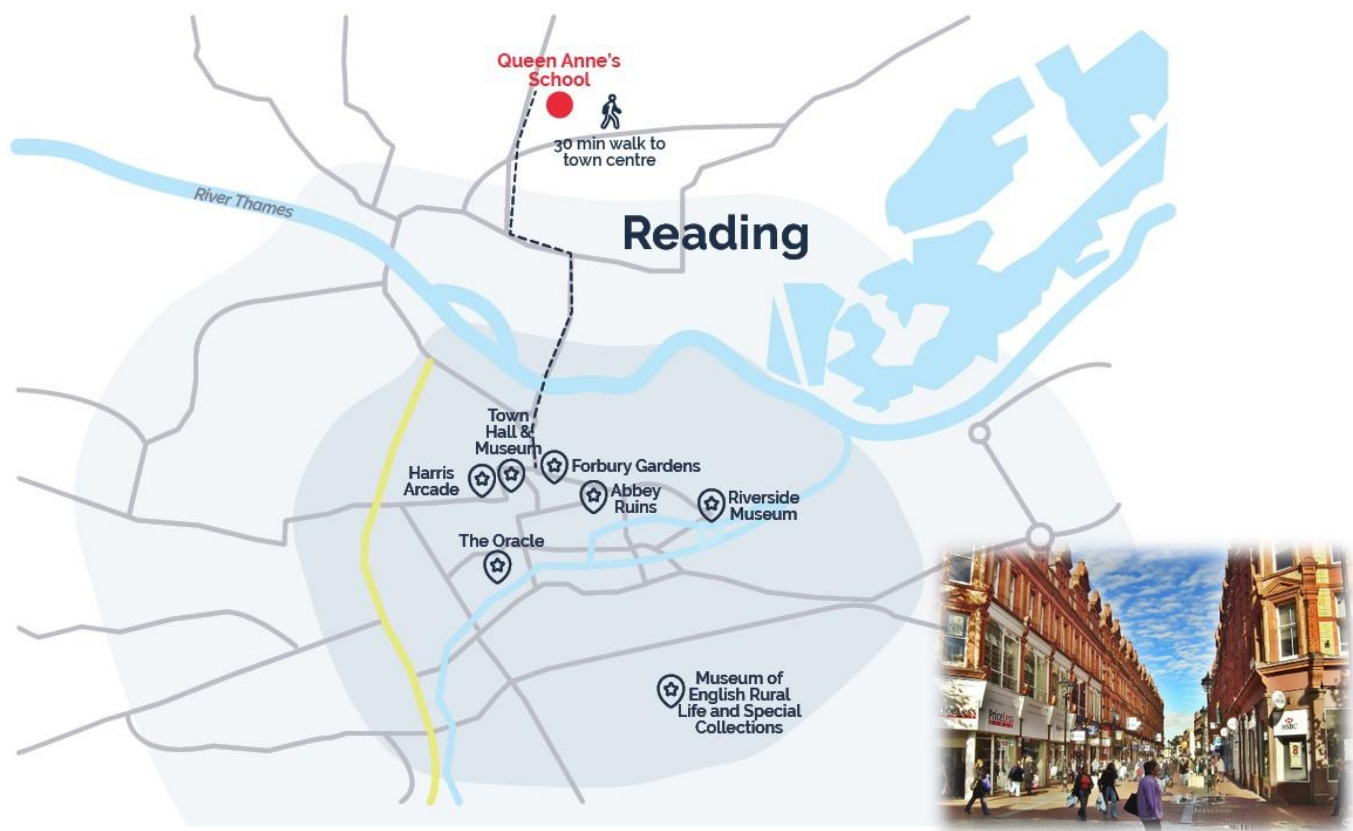 Queen Anne's
School
30 min walk to
town centre
River Thames
Reading
Town
Hall &
Museum
Harris
Arcade
Forbury Gardens
Abbey
Ruins
Riverside
Museum
The Oracle
Museum of
English Rural
Life and Special
Collections
PriceLess
HSBC